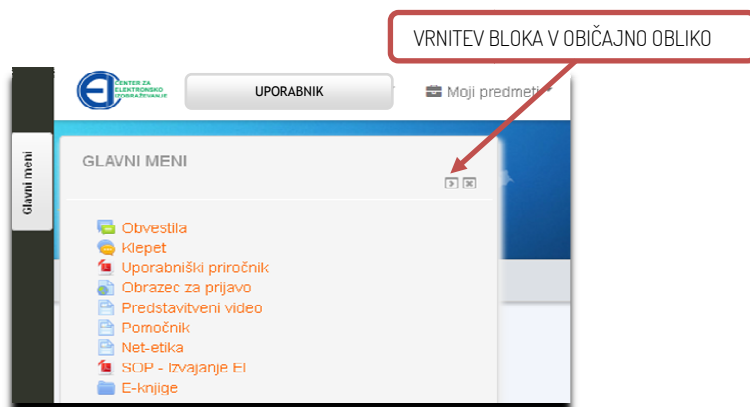 VRNITEV BLOKA V OBIČAJNO OBLIKO
CENTER ZA
ELEKTRONSKO
IZOBRAŽEVANJE
UPORABNIK
Moji predmeti
Glavni meni
GLAVNI MENI
Obvestila
Klepet
Uporabniški priročnik
Obrazec za prijavo
Predstavitveni video
Pomočnik
Net-etika
SOP - Izvajanje EI
E-knjige